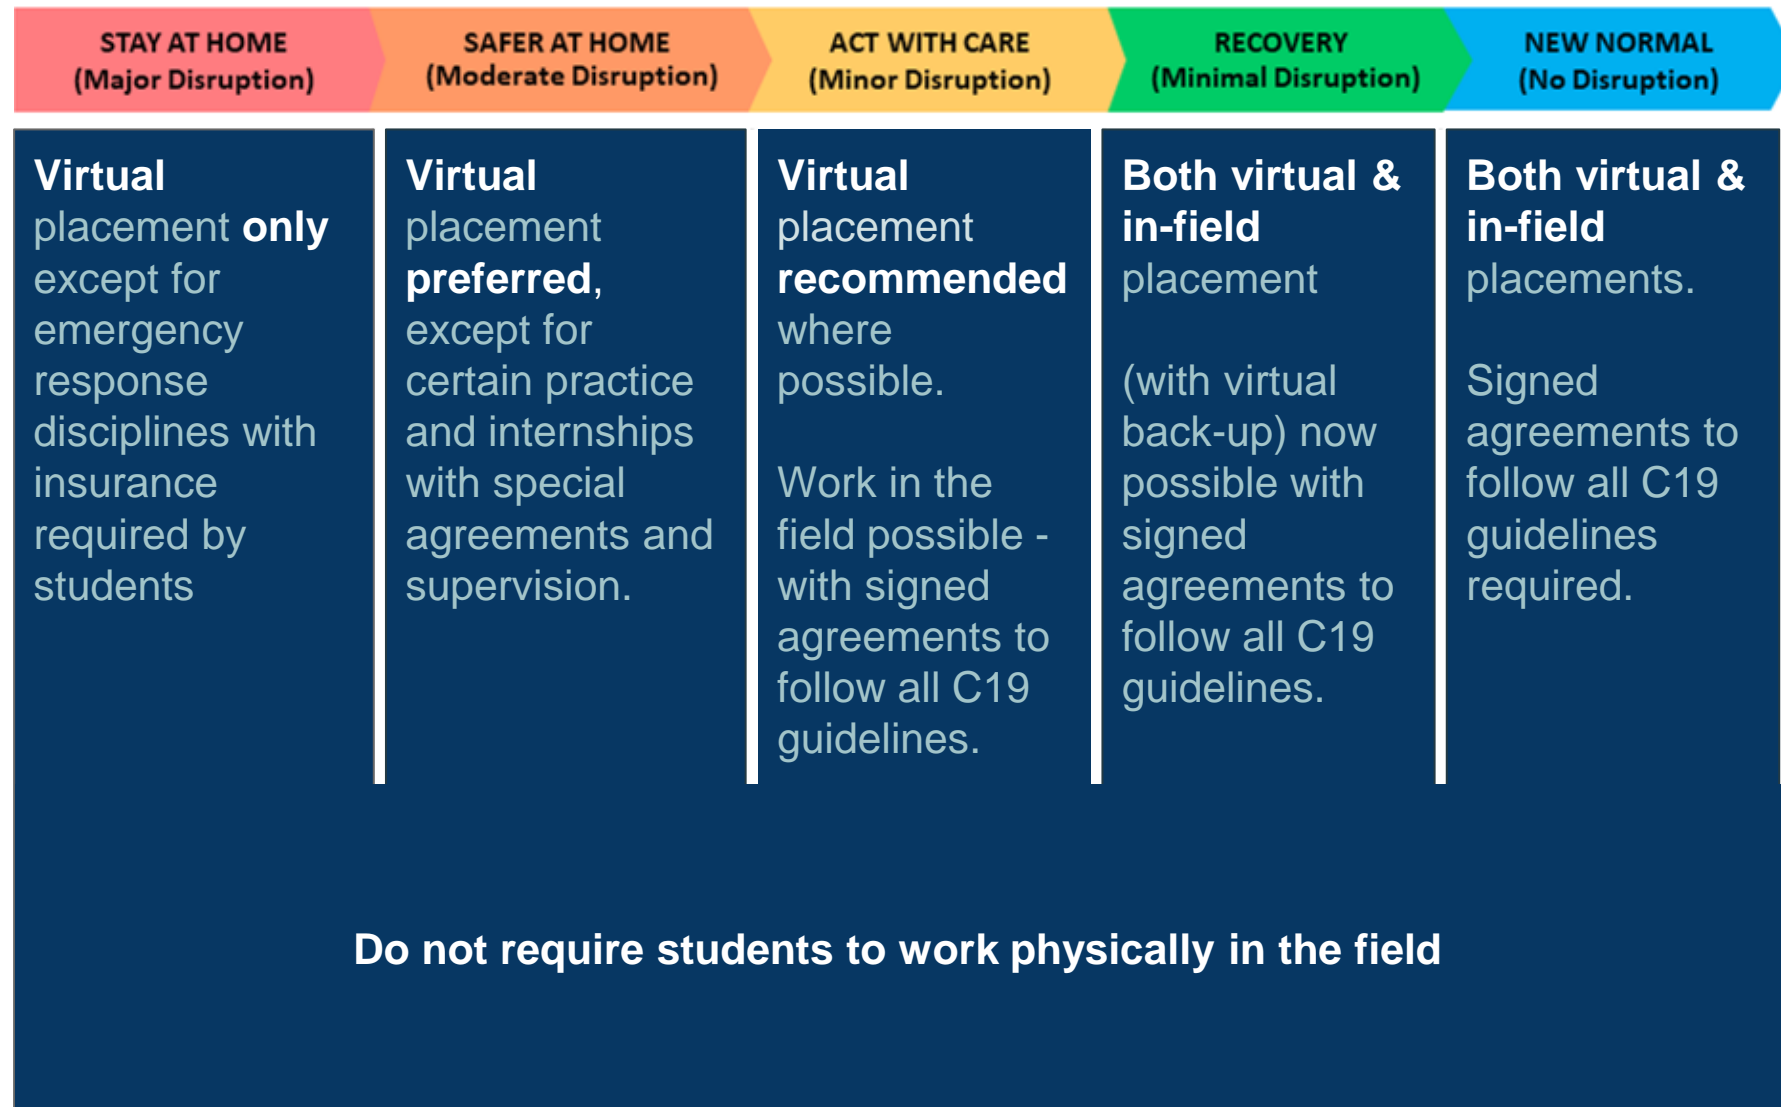 STAY AT HOME
(Major Disruption)
SAFER AT HOME
(Moderate Disruption)
ACT WITH CARE
(Minor Disruption)
RECOVERY
(Minimal Disruption)
NEW NORMAL
(No Disruption)
Virtual
placement only
except for
emergency
response
disciplines with
insurance
required by
students
Virtual
placement
preferred,
except for
certain practice
and internships
with special
agreements and
supervision.
Virtual
placement
recommended
where
possible.
Work in the
field possible -
with signed
agreements to
follow all C19
guidelines.
Both virtual &
in-field
placement
(with virtual
back-up) now
possible with
signed
agreements to
follow all C19
guidelines.
Both virtual &
in-field
placements.
Signed
agreements to
follow all C19
guidelines
required.
Do not require students to work physically in the field